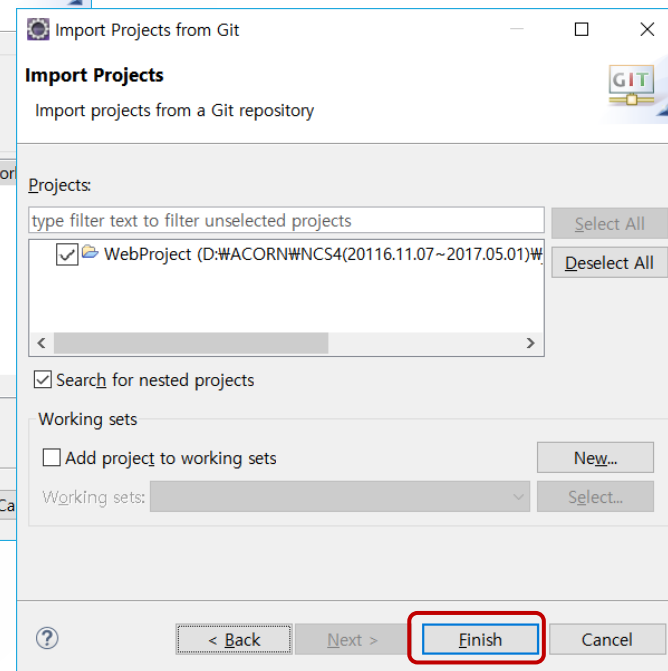 Import Projects from Git
Import Projects
Import projects from a Git repository
GIT
Projects:
type filter text to filter unselected projects
Select All
WebProject (D:₩ACORN₩NCS4(20116.11.07~2017.05.01)₩
Deselect All
Search for nested projects
Working sets
Add project to working sets
New...
Working sets:
Select...
? < Back Next > Finish Cancel